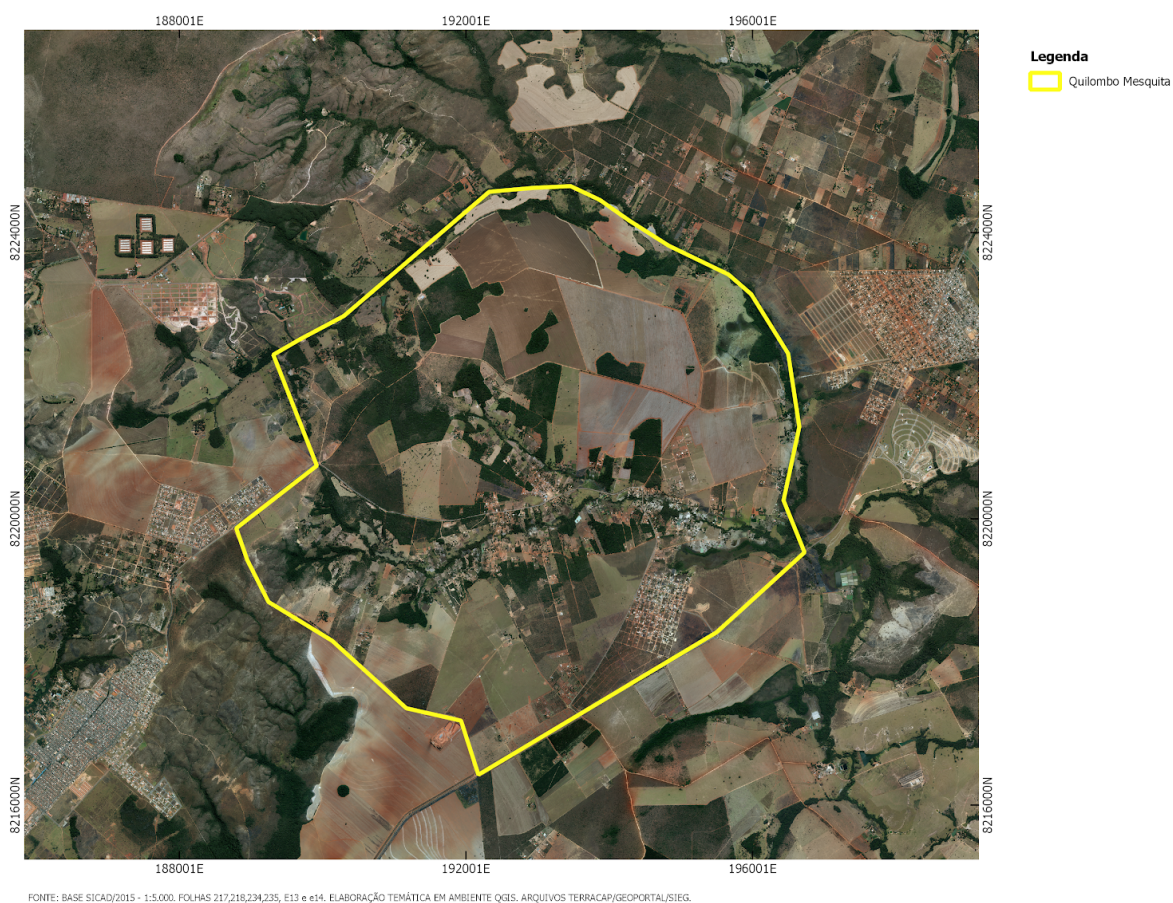 188001E 192001E 196001E
Legenda
Quilombo Mesquita
8224000N 8224000N
8220000N 8220000N
8216000N 8216000N
188001E 192001E 196001E
FONTE: BASE SICAD/2015 - 1:5.000. FOLHAS 217,218,234,235, E13 e e14. ELABORAÇÃO TEMÁTICA EM AMBIENTE QGIS. ARQUIVOS TERRACAP/GEOPORTAL/SIEG.